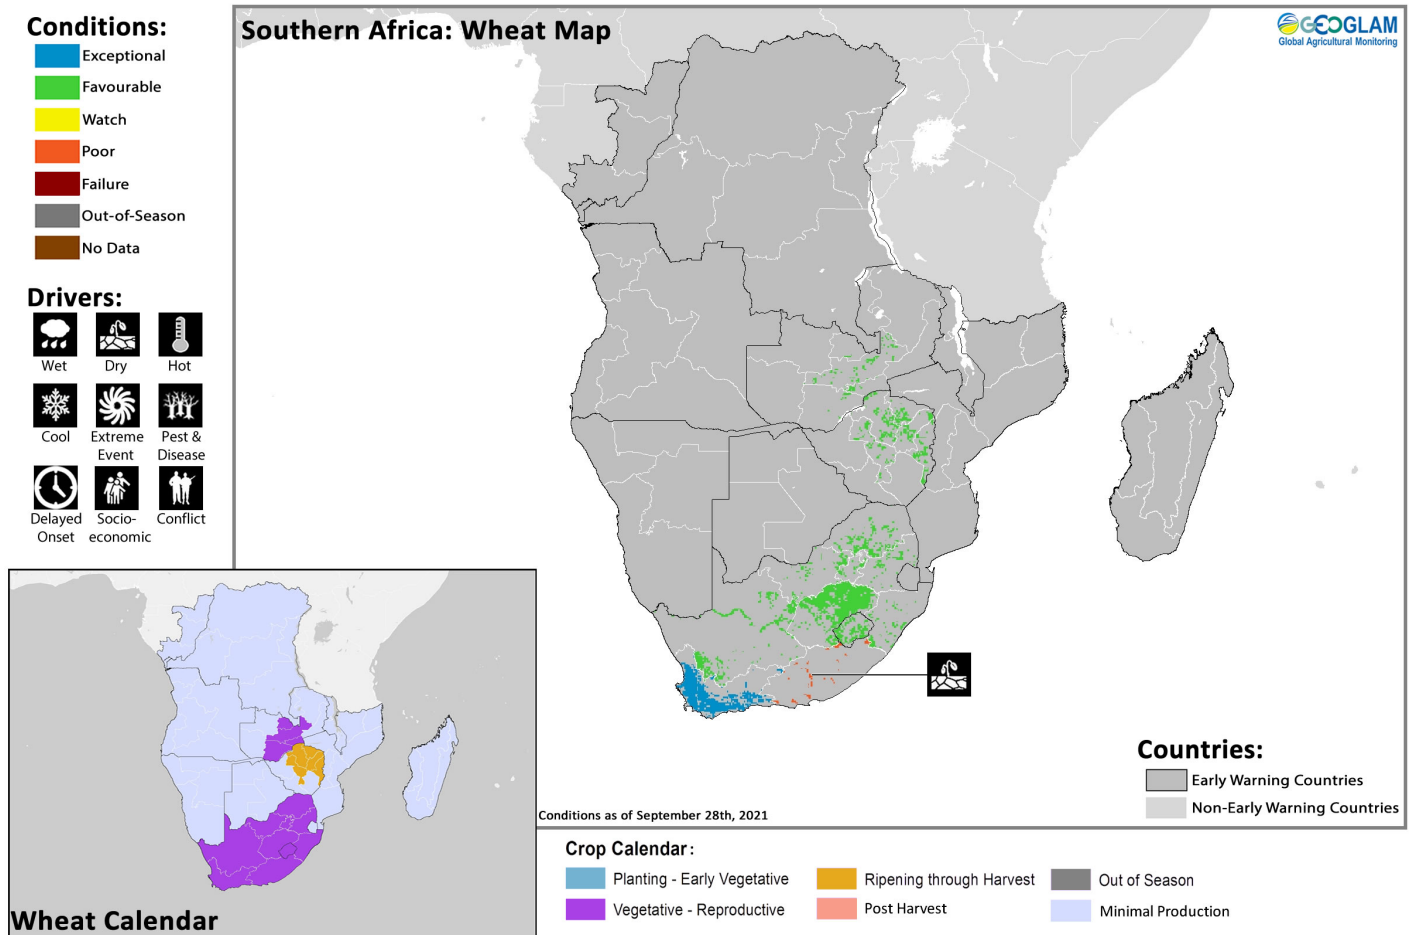 Conditions:
Exceptional
Favourable
Watch
Poor
Failure
Out-of-Season
No Data
Drivers:
Wet
Dry
Hot
Cool
Extreme
Event
Pest &
Disease
Delayed
Onset
Socio-
economic
Conflict
Southern Africa: Wheat Map
GEOGLAM
Global Agricultural Monitoring
Countries:
Early Warning Countries
Non-Early Warning Countries
Conditions as of September 28th, 2021
Wheat Calendar
Crop Calendar:
Planting - Early Vegetative
Ripening through Harvest
Out of Season
Vegetative - Reproductive
Post Harvest
Minimal Production